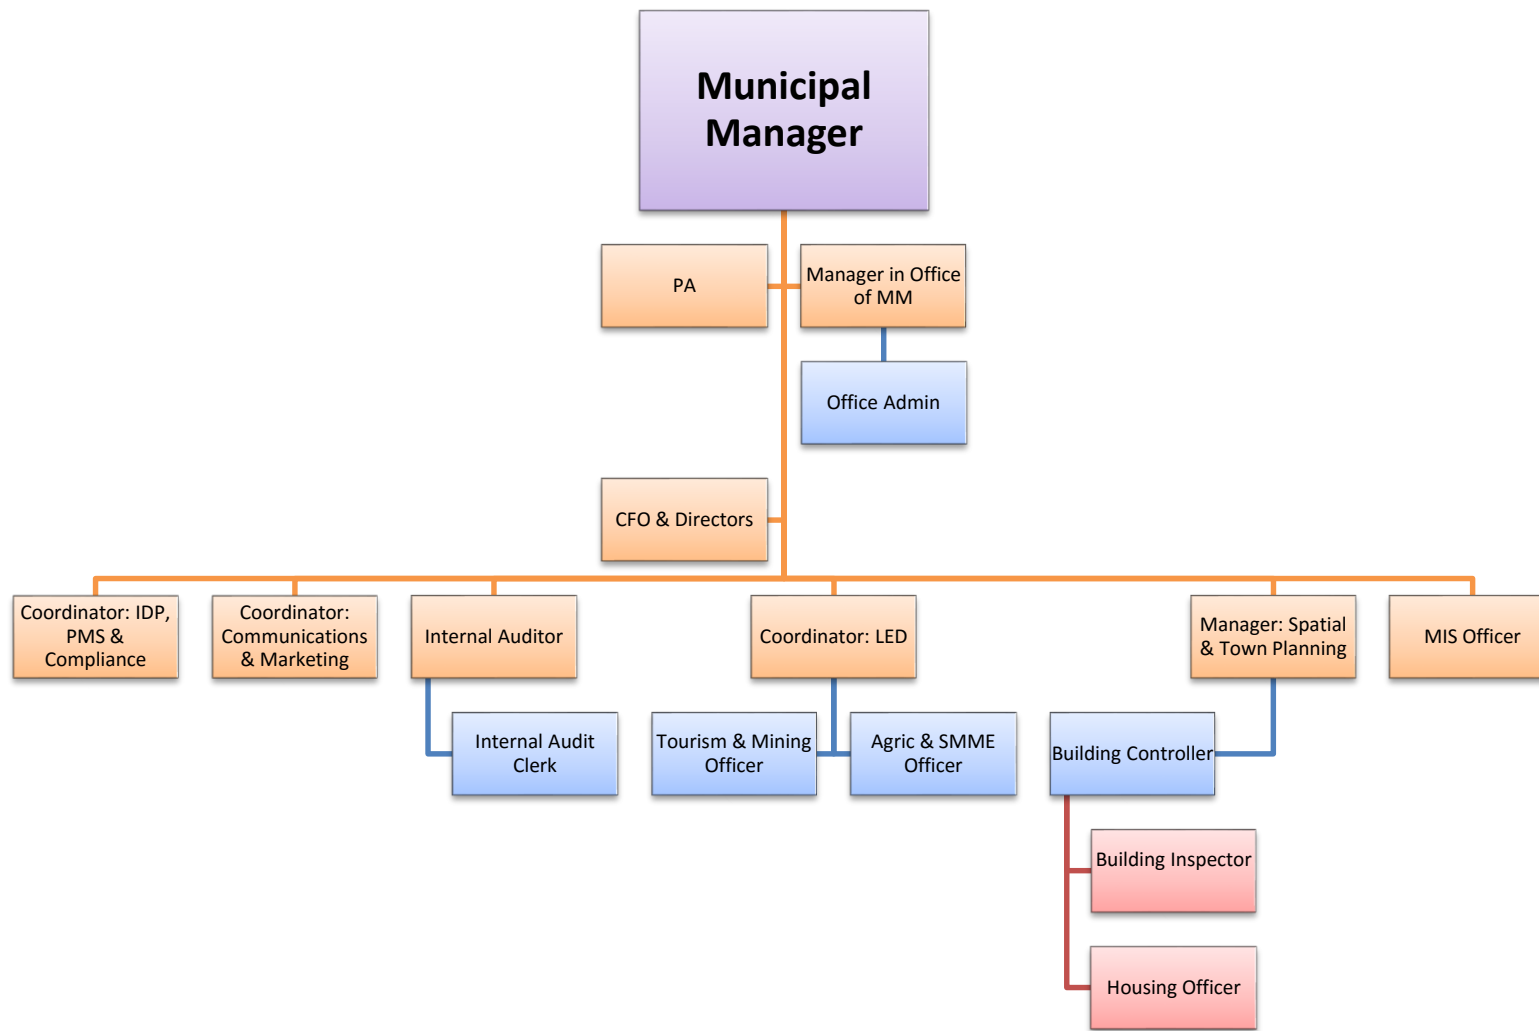 Municipal
Manager
PA
Manager in Office
of MM
Office Admin
CFO & Directors
Coordinator: IDP,
PMS &
Compliance
Coordinator:
Communications
& Marketing
Internal Auditor
Coordinator: LED
Manager: Spatial
& Town Planning
MIS Officer
Internal Audit
Clerk
Tourism & Mining
Officer
Agric & SMME
Officer
Building Controller
Building Inspector
Housing Officer